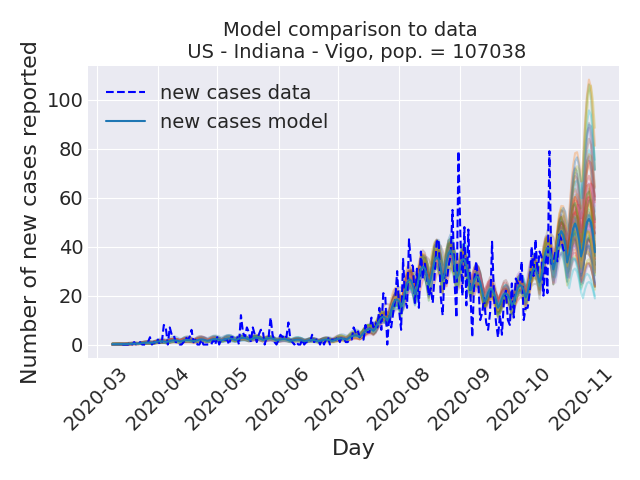 Model comparison to data
US - Indiana - Vigo, pop. = 107038
Number of new cases reported
100
80
60
40
20
0
new cases data
new cases model
2020-03
2020-04
2020-05
2020-06
2020-07
2020-08
2020-09
2020-10
2020-11
Day